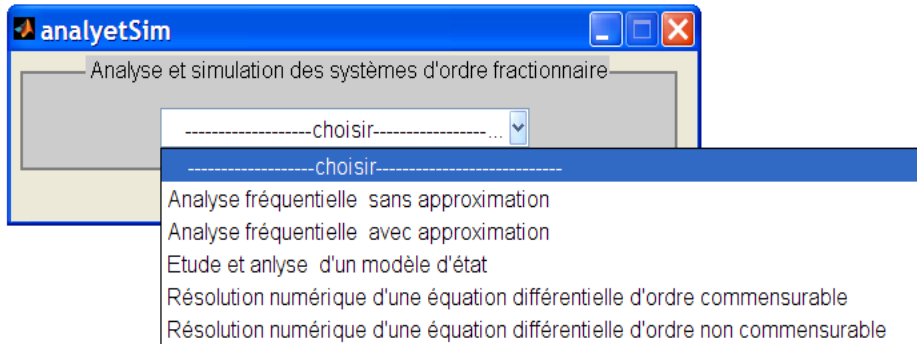 analyetSim
Analyse et simulation des systèmes d'ordre fractionnaire
-------------------choisir-----------------...
-------------------choisir----------------------------
Analyse fréquentielle sans approximation
Analyse fréquentielle avec approximation
Etude et anlyse d'un modèle d'état
Résolution numérique d'une équation différentielle d'ordre commensurable
Résolution numérique d'une équation différentielle d'ordre non commensurable